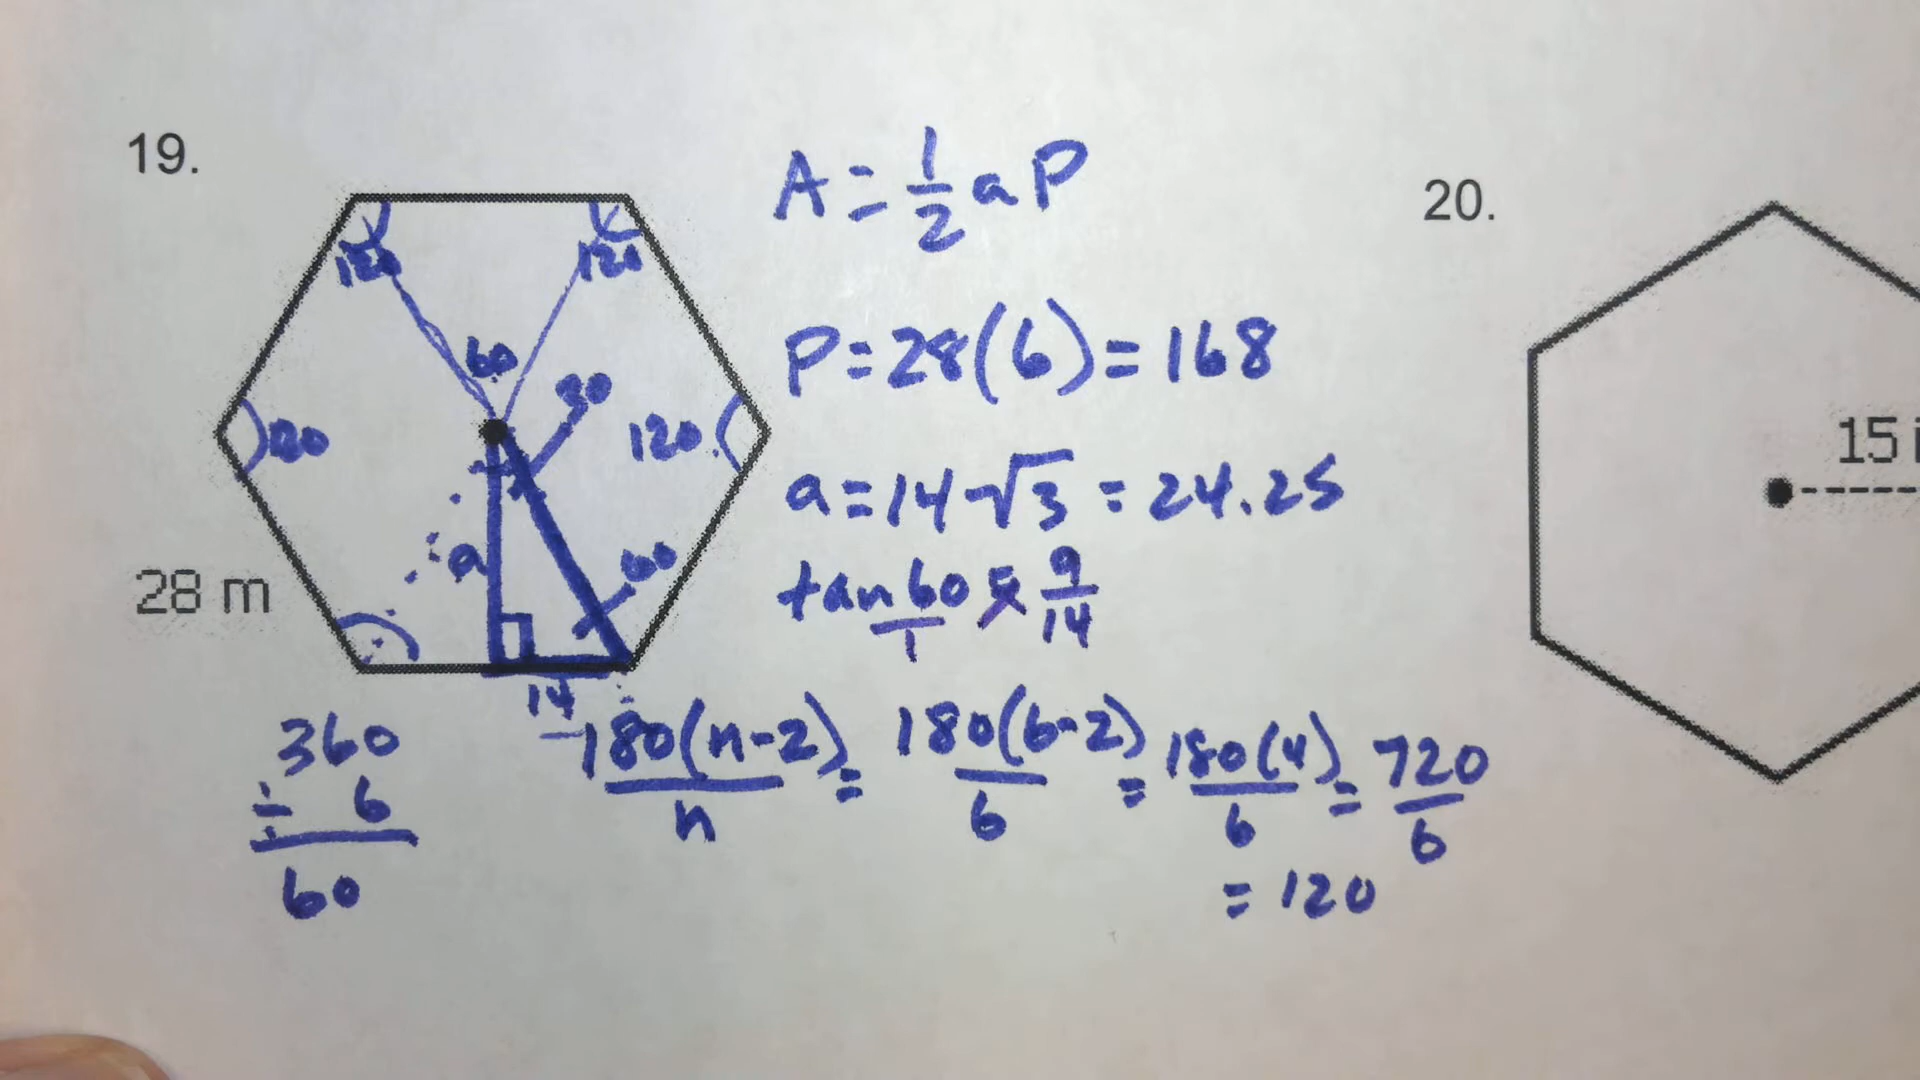 19.
A = 1/2 a P
20.
120
120
60
30
P = 28(6) = 168
120
120
15 i
a = 14√3 = 24.25
a
60
28 m
tan 60/1 = a/14
14
360
÷ 6
60
180(n-2)/n = 180(6-2)/6 = 180(4)/6 = 720/6
= 120